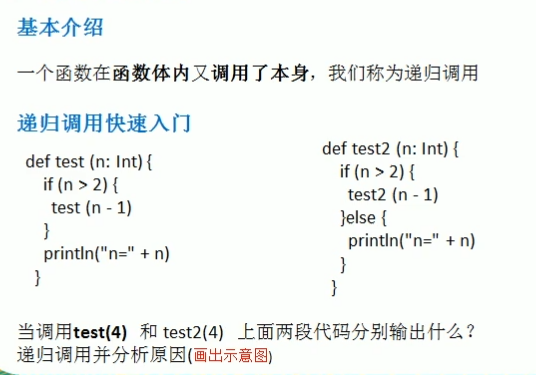 基本介绍
一个函数在函数体内又调用了本身，我们称为递归调用
递归调用快速入门
def test (n: Int) {
if (n > 2) {
test (n - 1)
}
println("n=" + n)
}
def test2 (n: Int) {
if (n > 2) {
test2 (n - 1)
}else {
println("n=" + n)
}
}
当调用test(4) 和 test2(4) 上面两段代码分别输出什么？
递归调用并分析原因(画出示意图)